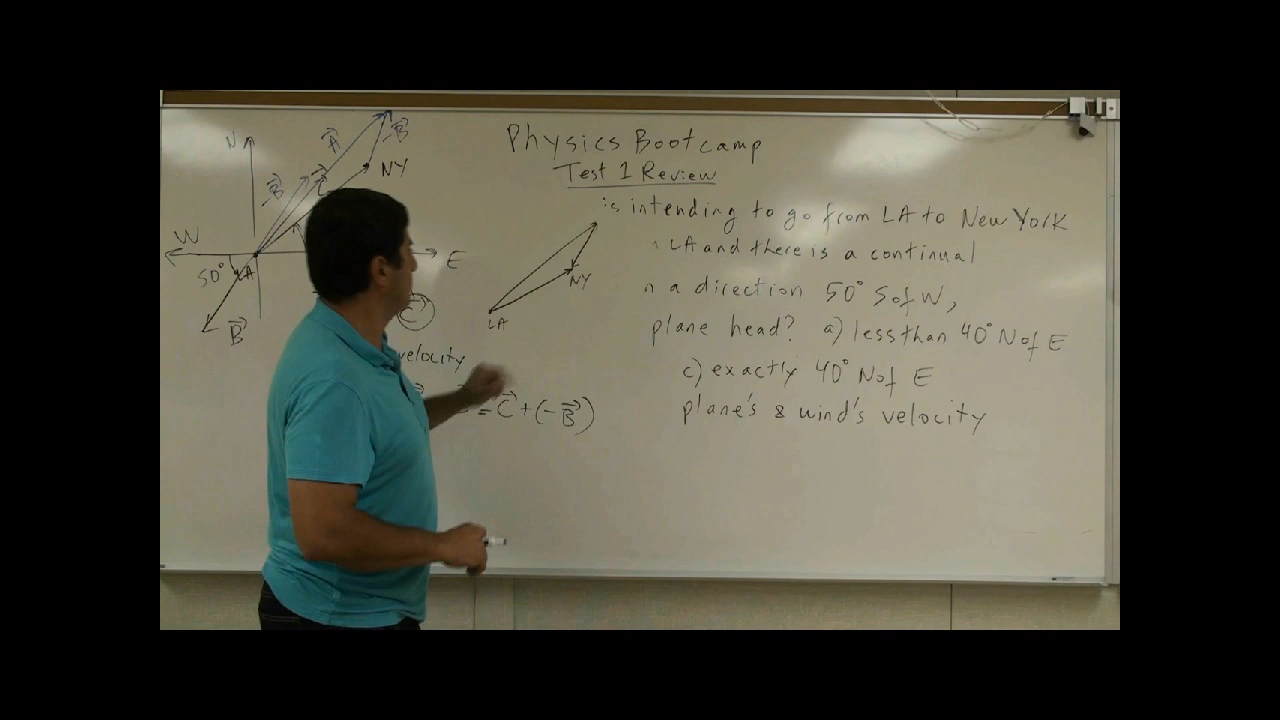 Physics Bootcamp
Test 1 Review
is intending to go from LA to New York
LA and there is a continual
n a direction 50° S of W,
plane head? a) less than 40° N of E
c) exactly 40° N of E
plane's & wind's velocity
N
W
E
50°
LA
B
A
-B
NY
-B
C
B
C
velocity
= C + (-B)
LA
NY